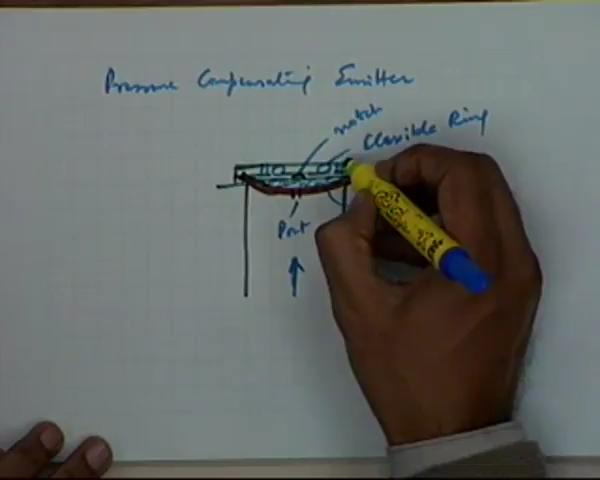 Pressure Compensating Emitter
notch
Flexible Ring
Port